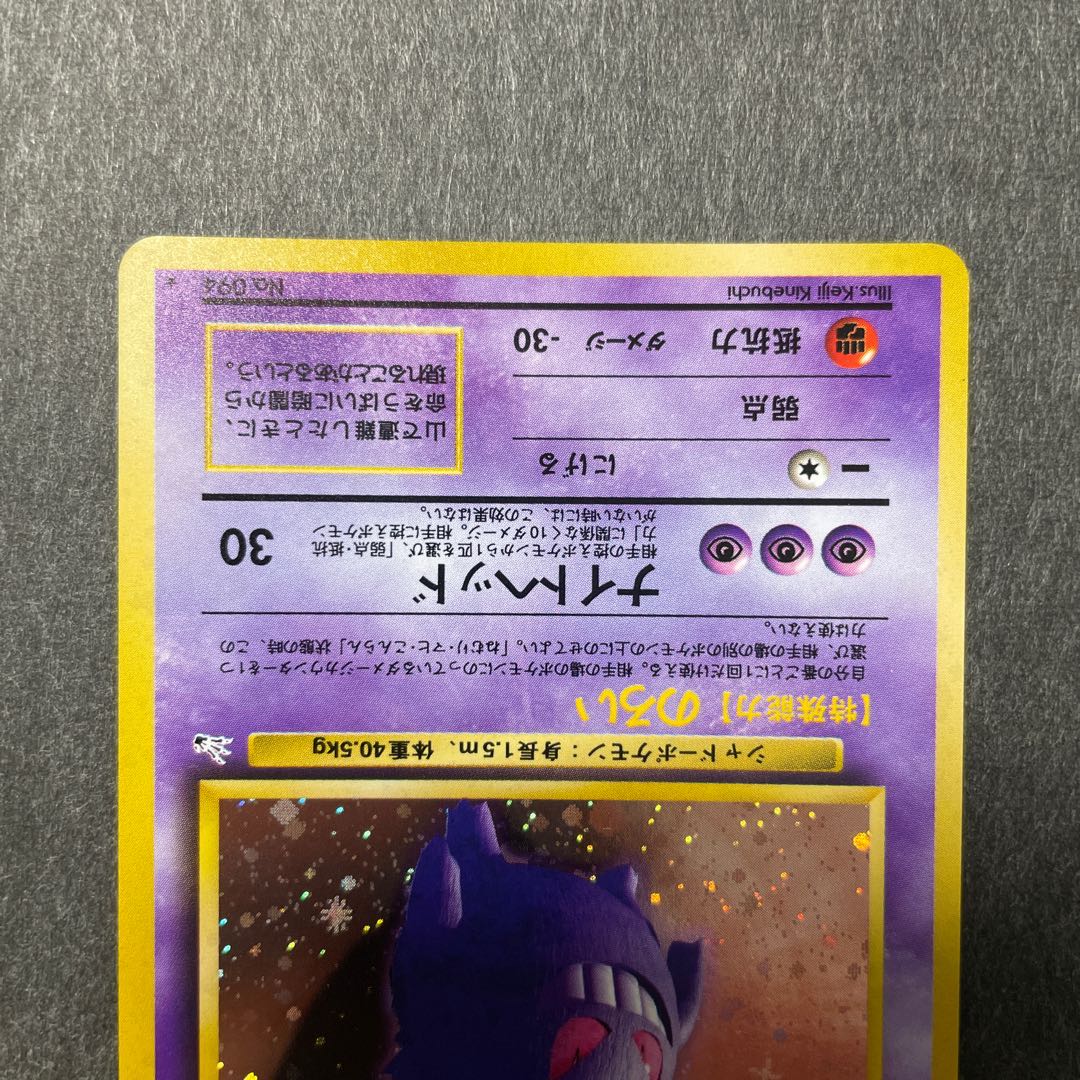 シャドーポケモン：身長1.5m、体重40.5kg
【特殊能力】のろい
自分の番ごとに1回だけ使える。相手の場のポケモンにのっているダメージカウンターを1つ
選び、相手の場の別のポケモンの上にのせてよい。「ねむり・マヒ・こんらん」状態の時、この
力は使えない。
ナイトヘッド 30
相手の控えポケモンから1匹を選び、「弱点・抵抗
力」に関係なく10ダメージ。相手に控えポケモン
がいない時には、この効果はない。
にげる
弱点
抵抗力 ダメージ -30
山で遭難したときに、
命をうばいに暗闇から
現れることがあるという。
Illus.Keiji Kinebuchi No.094 ★